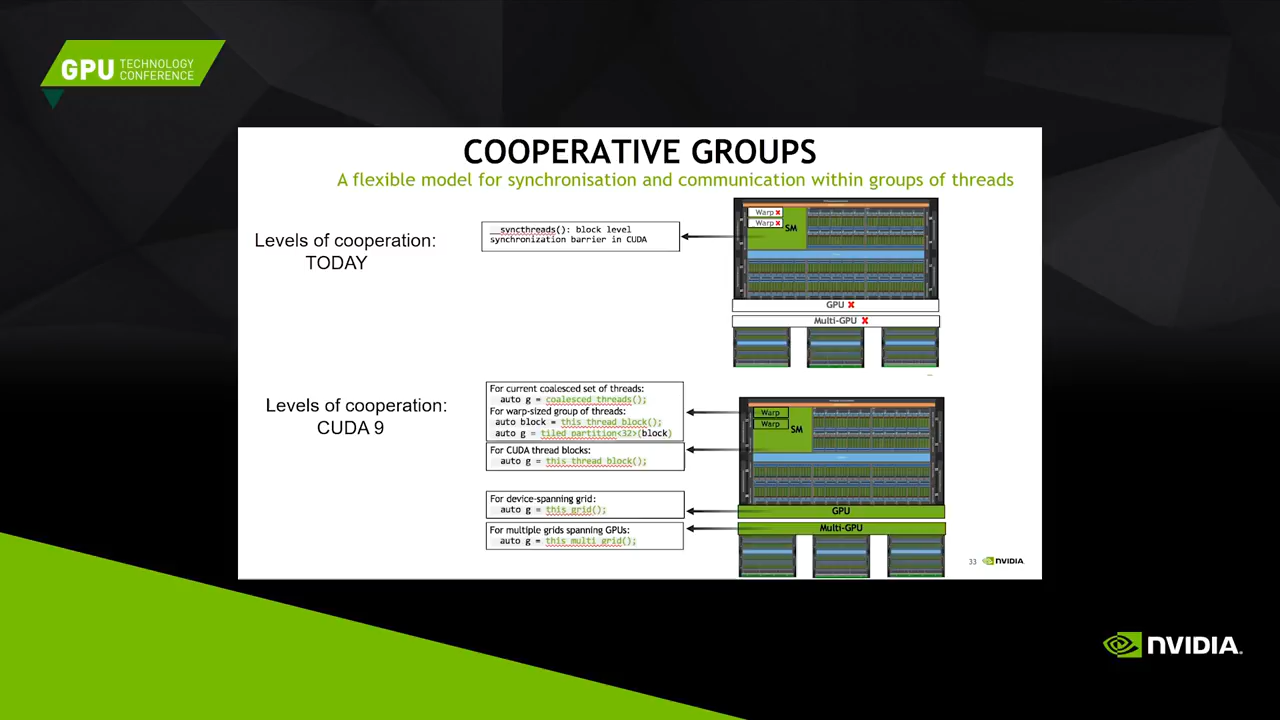 GPU TECHNOLOGY
CONFERENCE
COOPERATIVE GROUPS
A flexible model for synchronisation and communication within groups of threads
Levels of cooperation:
TODAY
__syncthreads(): block level
synchronization barrier in CUDA
Warp ✘
Warp ✘
SM
GPU ✘
Multi-GPU ✘
Levels of cooperation:
CUDA 9
For current coalesced set of threads:
auto g = coalesced_threads();
For warp-sized group of threads:
auto block = this_thread_block();
auto g = tiled_partition<32>(block)
For CUDA thread blocks:
auto g = this_thread_block();
For device-spanning grid:
auto g = this_grid();
For multiple grids spanning GPUs:
auto g = this_multi_grid();
Warp
Warp
SM
GPU
Multi-GPU
33 NVIDIA.
NVIDIA.